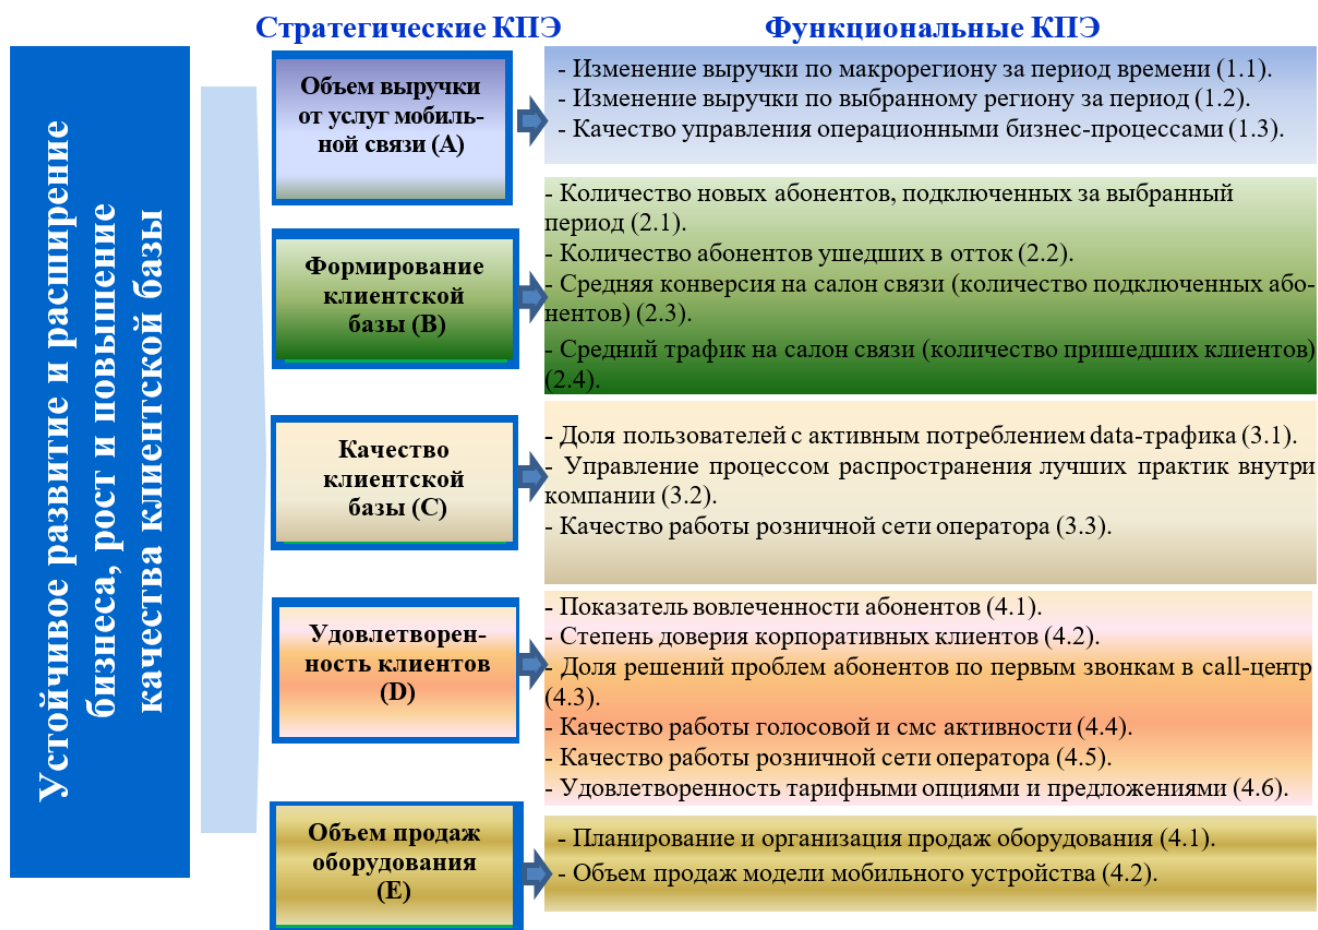 Стратегические КПЭ
Функциональные КПЭ
Устойчивое развитие и расширение
бизнеса, рост и повышение
качества клиентской базы
Объем выручки
от услуг мобиль-
ной связи (A)
- Изменение выручки по макрорегиону за период времени (1.1).
- Изменение выручки по выбранному региону за период (1.2).
- Качество управления операционными бизнес-процессами (1.3).
Формирование
клиентской
базы (B)
- Количество новых абонентов, подключенных за выбранный
период (2.1).
- Количество абонентов ушедших в отток (2.2).
- Средняя конверсия на салон связи (количество подключенных або-
нентов) (2.3).
- Средний трафик на салон связи (количество пришедших клиентов)
(2.4).
Качество
клиентской
базы (C)
- Доля пользователей с активным потреблением data-трафика (3.1).
- Управление процессом распространения лучших практик внутри
компании (3.2).
- Качество работы розничной сети оператора (3.3).
Удовлетворен-
ность клиентов
(D)
- Показатель вовлеченности абонентов (4.1).
- Степень доверия корпоративных клиентов (4.2).
- Доля решений проблем абонентов по первым звонкам в call-центр
(4.3).
- Качество работы голосовой и смс активности (4.4).
- Качество работы розничной сети оператора (4.5).
- Удовлетворенность тарифными опциями и предложениями (4.6).
Объем продаж
оборудования
(E)
- Планирование и организация продаж оборудования (4.1).
- Объем продаж модели мобильного устройства (4.2).